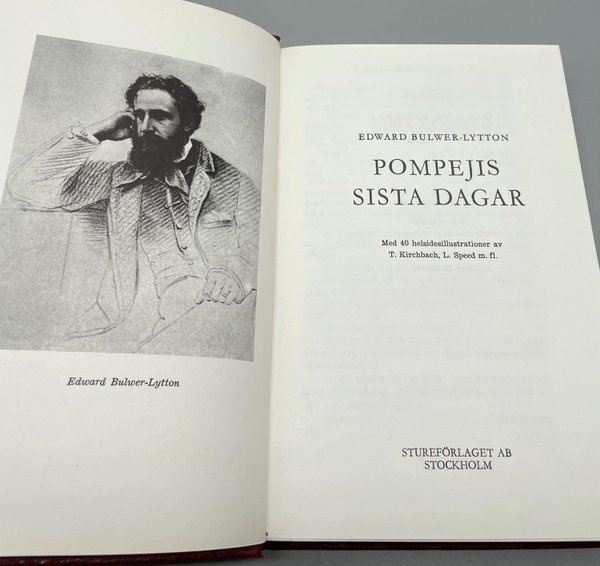 Edward Bulwer-Lytton
EDWARD BULWER-LYTTON
POMPEJIS
SISTA DAGAR
Med 40 helsidesillustrationer av
T. Kirchbach, L. Speed m. fl.
STUREFÖRLAGET AB
STOCKHOLM